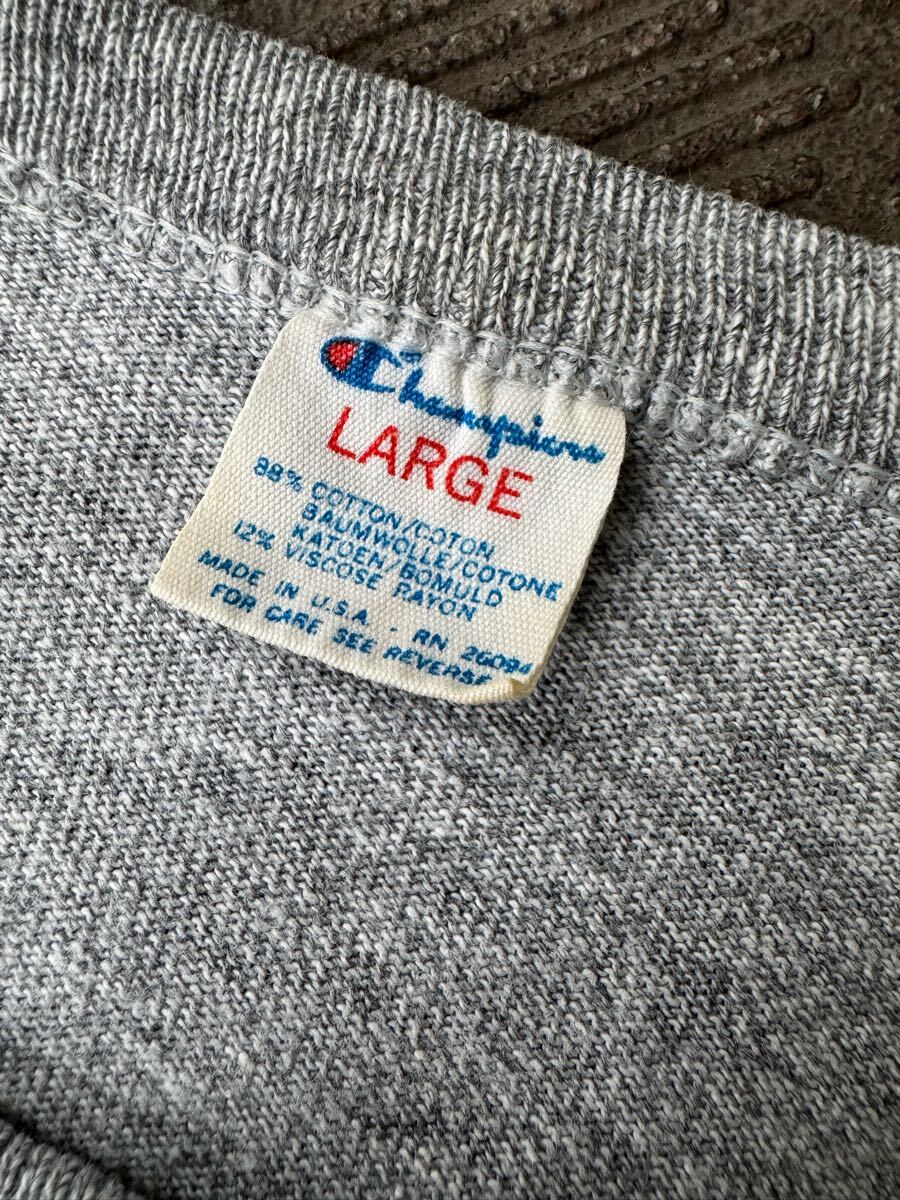 Champion
LARGE
88% COTTON/COTON
BAUMWOLLE/COTONE
KATOEN/BOMULD
12% VISCOSE RAYON
MADE IN U.S.A. - RN 26094
FOR CARE SEE REVERSE